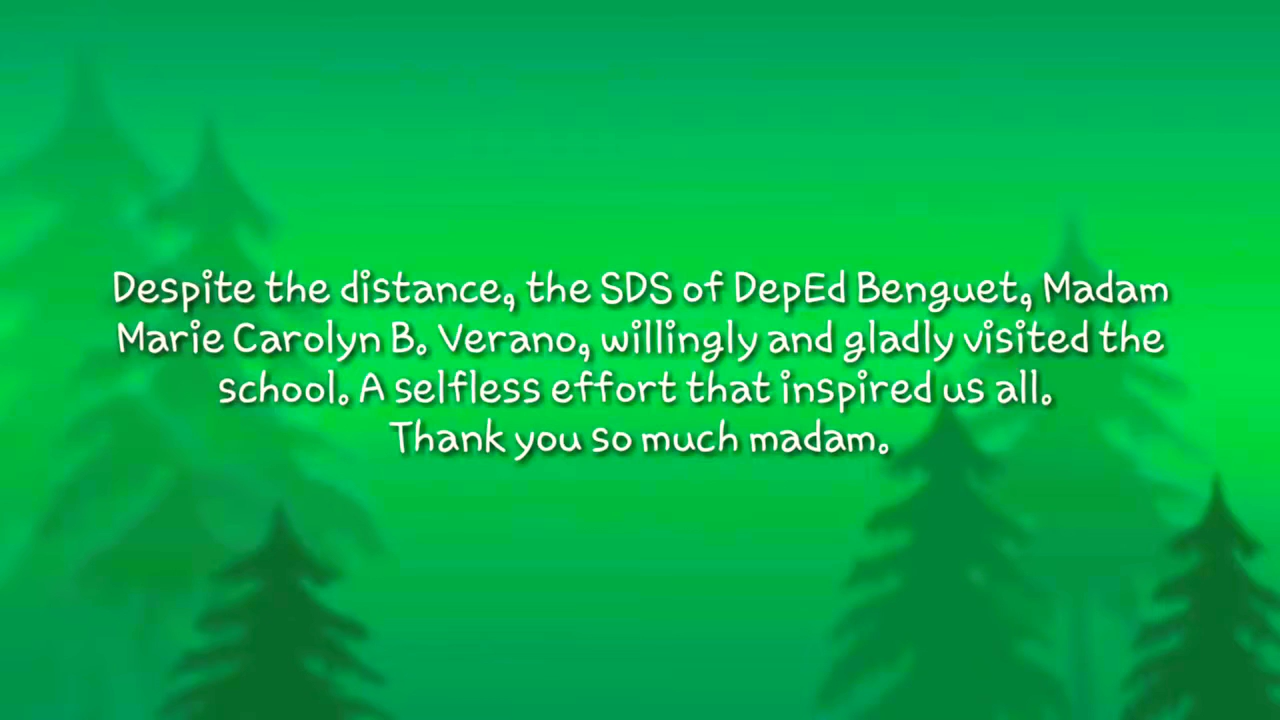 Despite the distance, the SDS of DepEd Benguet, Madam
Marie Carolyn B. Verano, willingly and gladly visited the
school. A selfless effort that inspired us all.
Thank you so much madam.